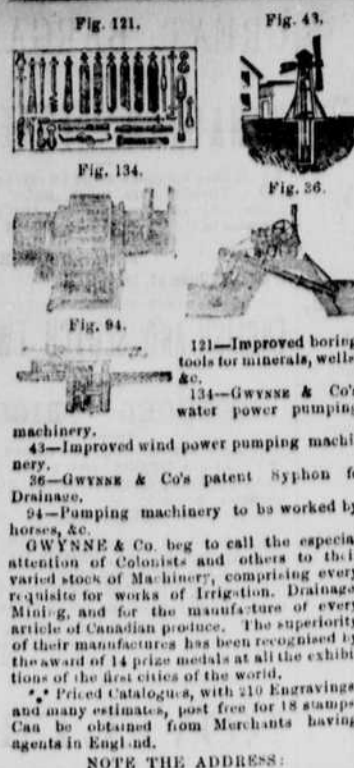 Fig. 121.
Fig. 43.
Fig. 134.
Fig. 36.
Fig. 94.
121—Improved boring
tools for minerals, wells
&c.
134—GWYNNE & Co's
water power pumping
machinery.
43—Improved wind power pumping machi
nery.
36—GWYNNE & Co's patent Syphon f
Drainage.
94—Pumping machinery to be worked by
horses, &c.
GWYNNE & Co. beg to call the especia
attention of Colonists and others to thei
varied stock of Machinery, comprising every
requisite for works of Irrigation, Drainage
Mining, and for the manufacture of every
article of Canadian produce. The superiority
of their manufactures has been recognised by
the award of 14 prize medals at all the exhibi
tions of the first cities of the world.
*,* Priced Catalogues, with 210 Engravings
and many estimates, post free for 18 stamps
Can be obtained from Merchants having
agents in England.
NOTE THE ADDRESS: